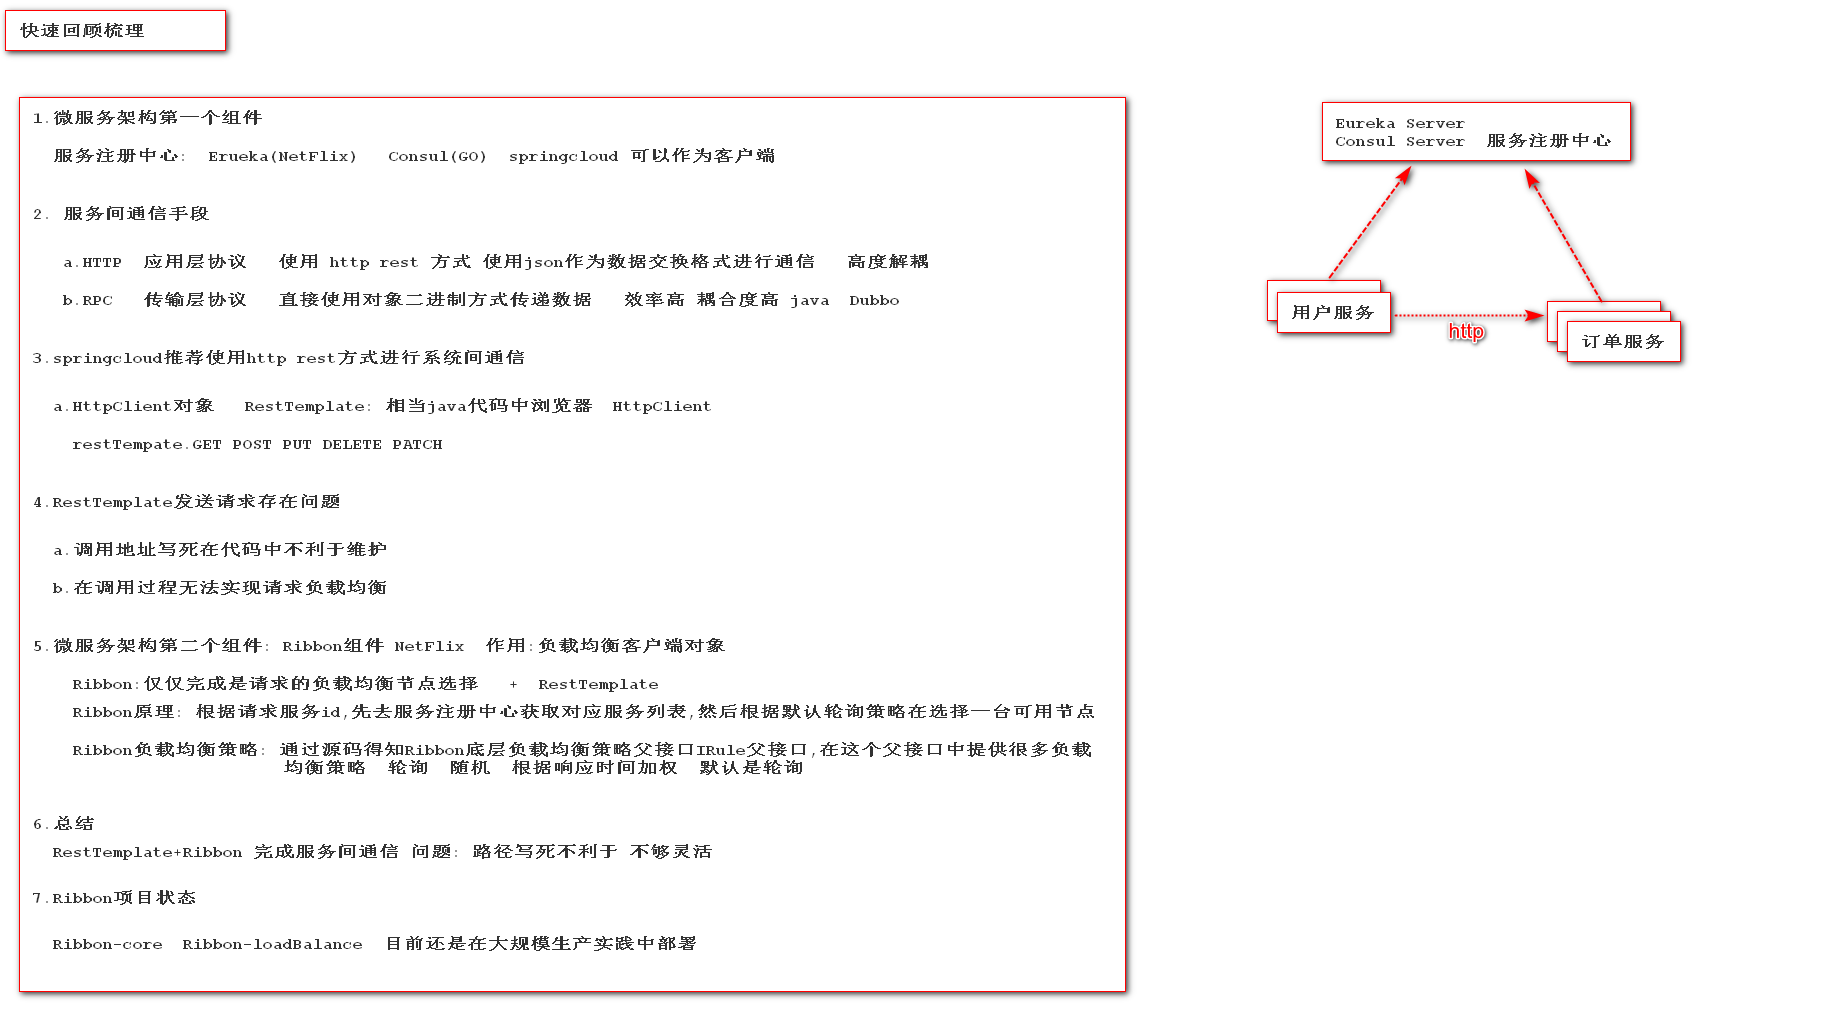 快速回顾梳理
1.微服务架构第一个组件
服务注册中心: Erueka(NetFlix) Consul(GO) springcloud 可以作为客户端
2. 服务间通信手段
a.HTTP 应用层协议 使用 http rest 方式 使用json作为数据交换格式进行通信 高度解耦
b.RPC 传输层协议 直接使用对象二进制方式传递数据 效率高 耦合度高 java Dubbo
3.springcloud推荐使用http rest方式进行系统间通信
a.HttpClient对象 RestTemplate: 相当java代码中浏览器 HttpClient
restTempate.GET POST PUT DELETE PATCH
4.RestTemplate发送请求存在问题
a.调用地址写死在代码中不利于维护
b.在调用过程无法实现请求负载均衡
5.微服务架构第二个组件: Ribbon组件 NetFlix 作用:负载均衡客户端对象
Ribbon:仅仅完成是请求的负载均衡节点选择 + RestTemplate
Ribbon原理: 根据请求服务id,先去服务注册中心获取对应服务列表,然后根据默认轮询策略在选择一台可用节点
Ribbon负载均衡策略: 通过源码得知Ribbon底层负载均衡策略父接口IRule父接口,在这个父接口中提供很多负载
均衡策略 轮询 随机 根据响应时间加权 默认是轮询
6.总结
RestTemplate+Ribbon 完成服务间通信 问题: 路径写死不利于 不够灵活
7.Ribbon项目状态
Ribbon-core Ribbon-loadBalance 目前还是在大规模生产实践中部署
Eureka Server
Consul Server 服务注册中心
用户服务
http
订单服务